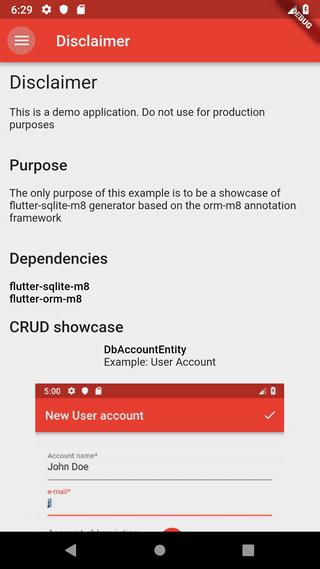 6:29
DEBUG
Disclaimer
Disclaimer
This is a demo application. Do not use for production
purposes
Purpose
The only purpose of this example is to be a showcase of
flutter-sqlite-m8 generator based on the orm-m8 annotation
framework
Dependencies
flutter-sqlite-m8
flutter-orm-m8
CRUD showcase
DbAccountEntity
Example: User Account
5:00
New User account
Account name*
John Doe
e-mail*